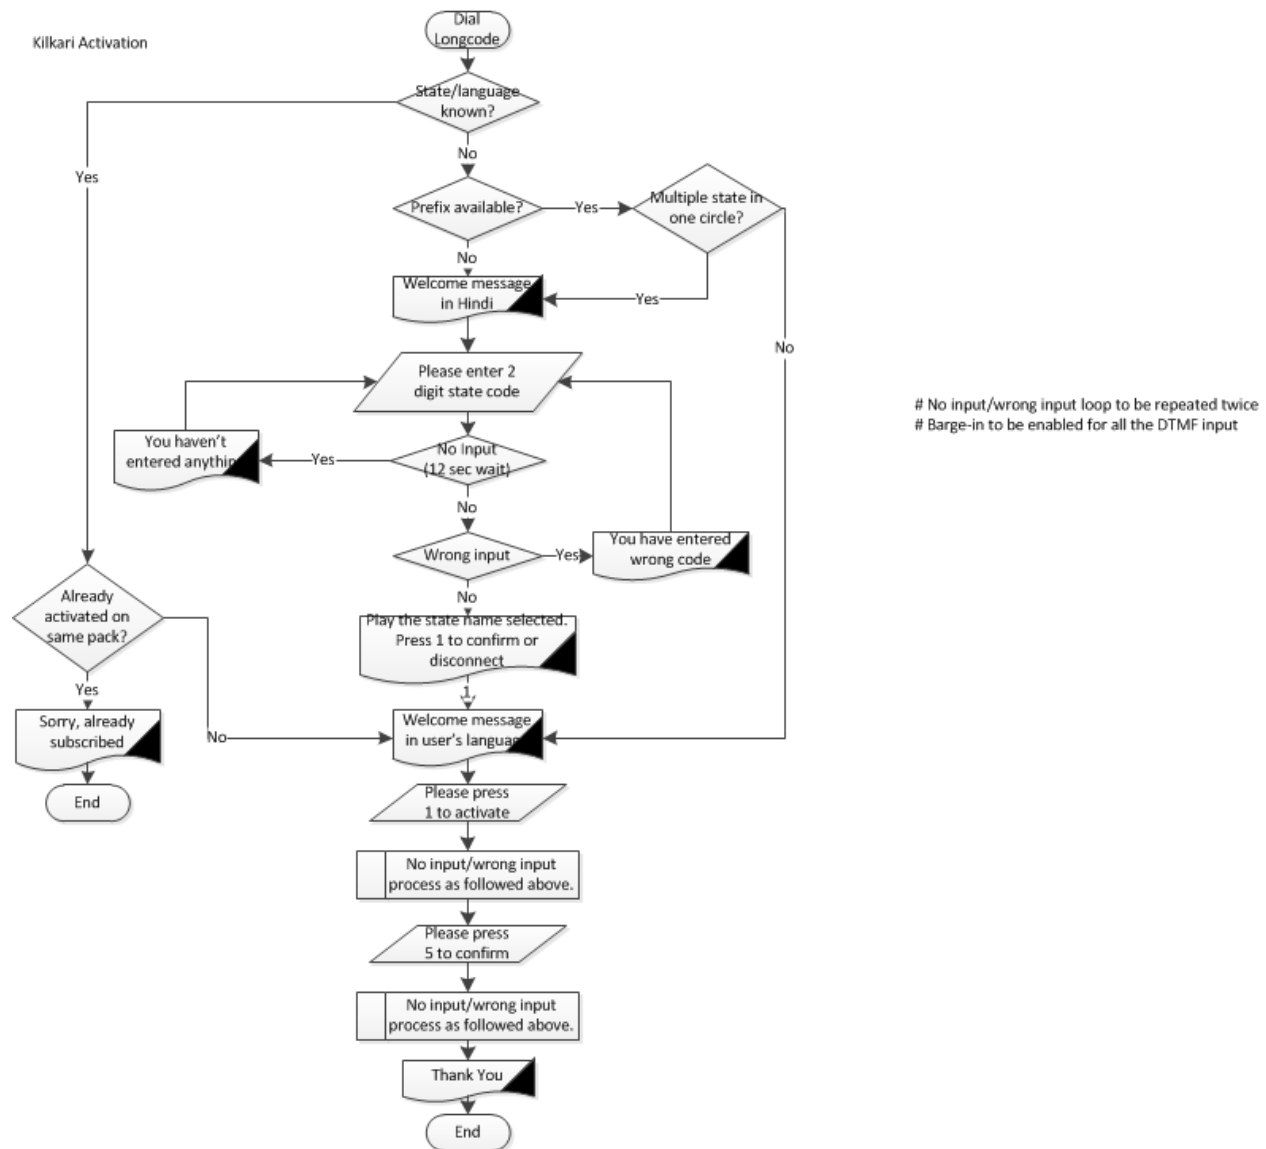 Kilkari Activation
Dial
Longcode
State/language
known?
Yes
No
Prefix available?
Yes
Multiple state in
one circle?
No
Welcome message
in Hindi
Yes
No
Please enter 2
digit state code
# No input/wrong input loop to be repeated twice
# Barge-in to be enabled for all the DTMF input
You haven't
entered anythin
Yes
No Input
(12 sec wait)
No
Wrong input
Yes
You have entered
wrong code
No
Already
activated on
same pack?
Play the state name selected.
Press 1 to confirm or
disconnect
Yes
1
Sorry, already
subscribed
No
Welcome message
in user's languag
End
Please press
1 to activate
No input/wrong input
process as followed above.
Please press
5 to confirm
No input/wrong input
process as followed above.
Thank You
End